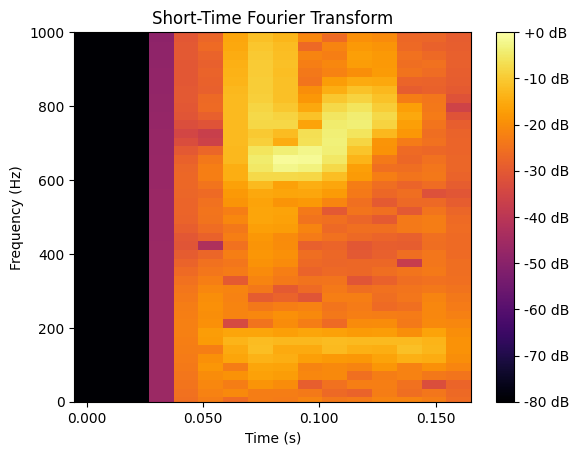 Short-Time Fourier Transform
1000
800
600
400
200
0
Frequency (Hz)
0.000
0.050
0.100
0.150
Time (s)
+0 dB
-10 dB
-20 dB
-30 dB
-40 dB
-50 dB
-60 dB
-70 dB
-80 dB